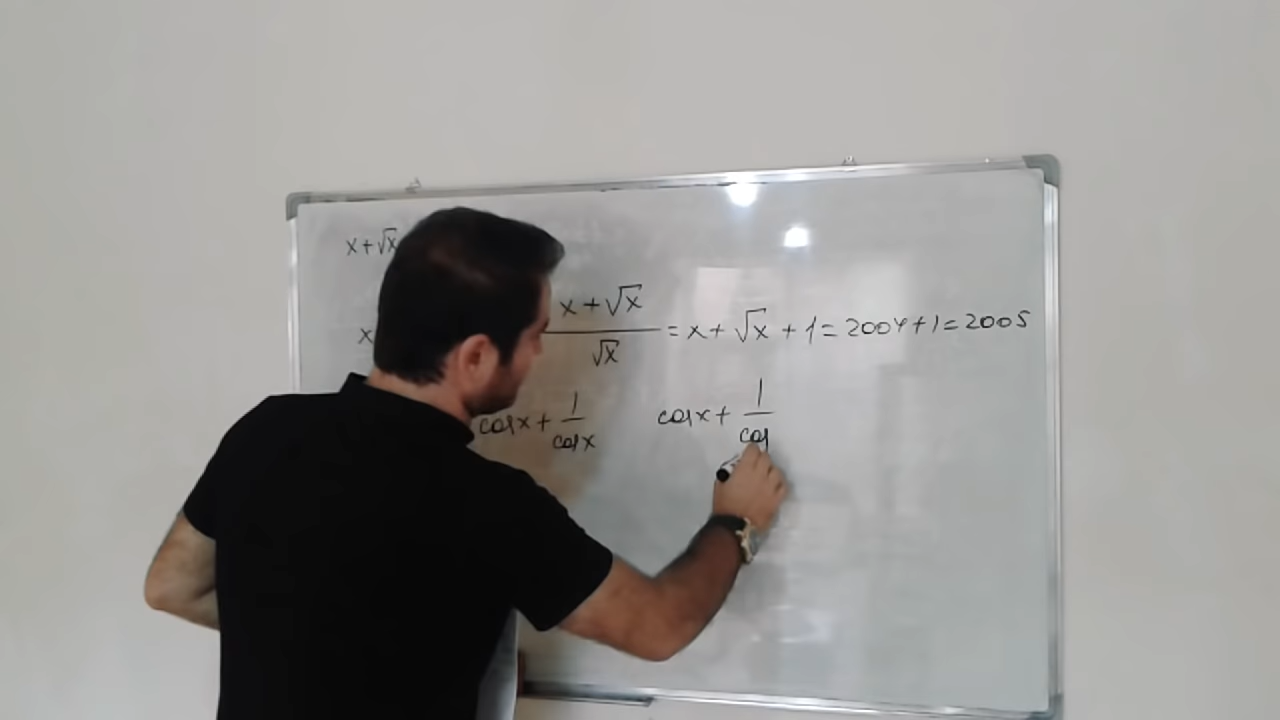 x+√x
x x+√x/√x = x+√x+1=2004+1=2005
cosx+1/cosx cosx+1/cos